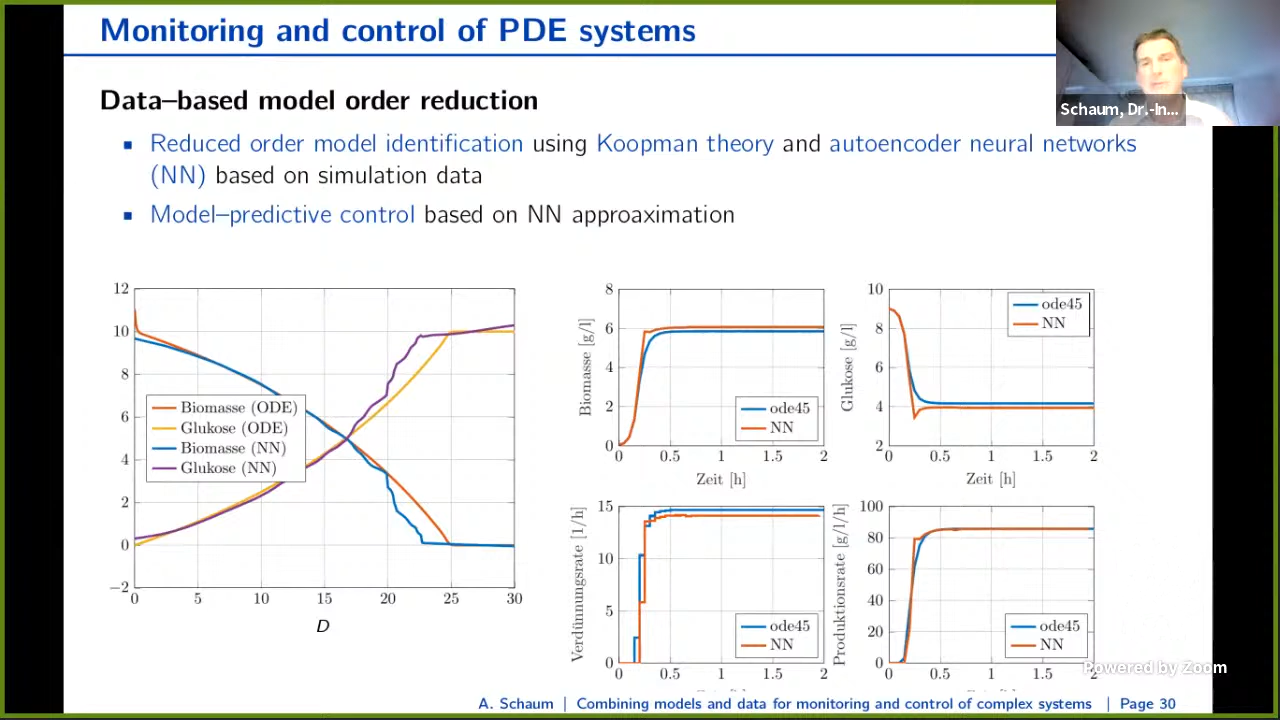 Monitoring and control of PDE systems
Schaum, Dr.-In...
Data–based model order reduction
Reduced order model identification using Koopman theory and autoencoder neural networks
(NN) based on simulation data
Model–predictive control based on NN approaximation
12
10
8
6
4
2
0
−2
0 5 10 15 20 25 30
D
Biomasse (ODE)
Glukose (ODE)
Biomasse (NN)
Glukose (NN)
8
6
4
2
0
Biomasse [g/l]
ode45
NN
0 0.5 1 1.5 2
Zeit [h]
10
8
6
4
2
Glukose [g/l]
ode45
NN
0 0.5 1 1.5 2
Zeit [h]
15
10
5
0
Verdünnungsrate [1/h]
ode45
NN
0 0.5 1 1.5 2
100
80
60
40
20
0
Produktionsrate [g/l/h]
ode45
NN
0 0.5 1 1.5 2
Powered by Zoom
A. Schaum | Combining models and data for monitoring and control of complex systems | Page 30